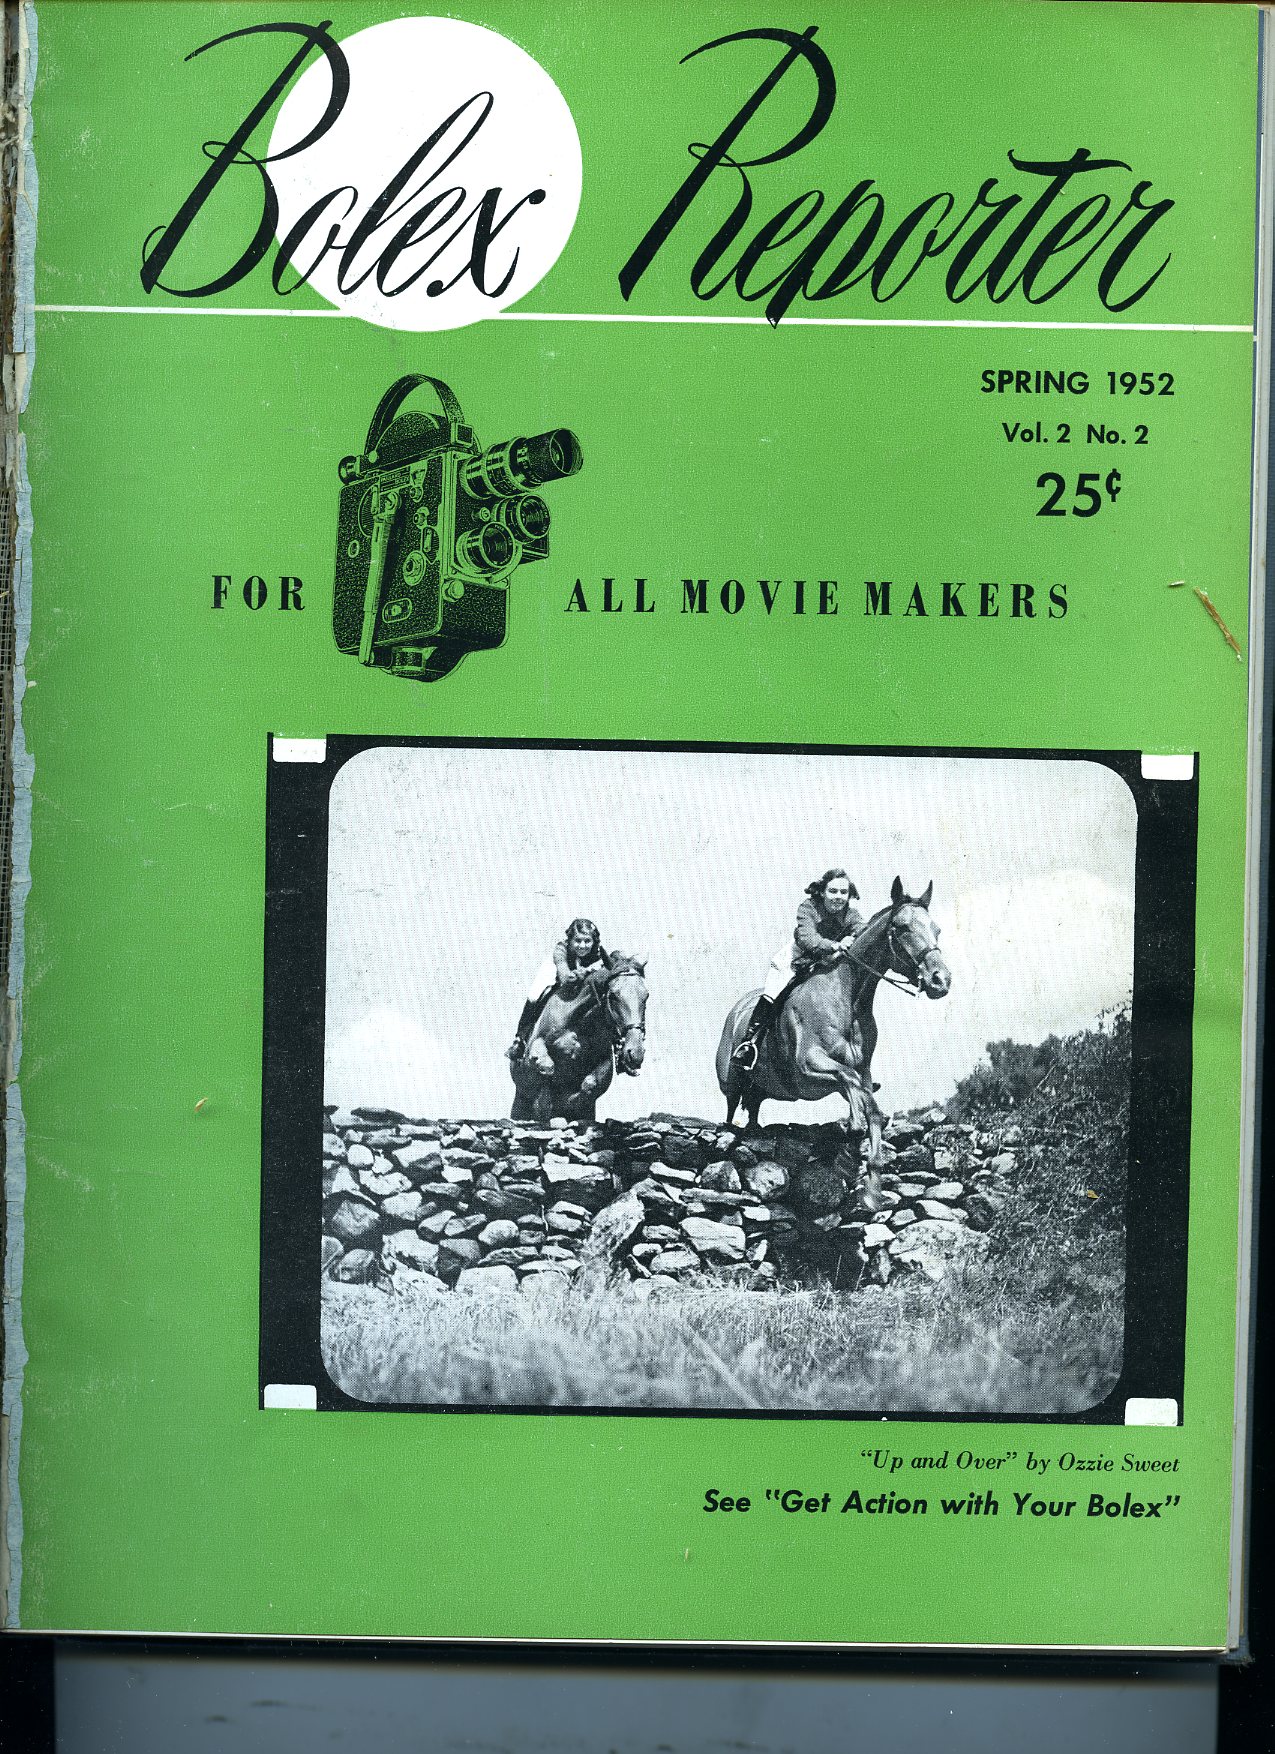 Bolex Reporter
SPRING 1952
Vol. 2 No. 2
25¢
FOR ALL MOVIE MAKERS
“Up and Over” by Ozzie Sweet
See “Get Action with Your Bolex”